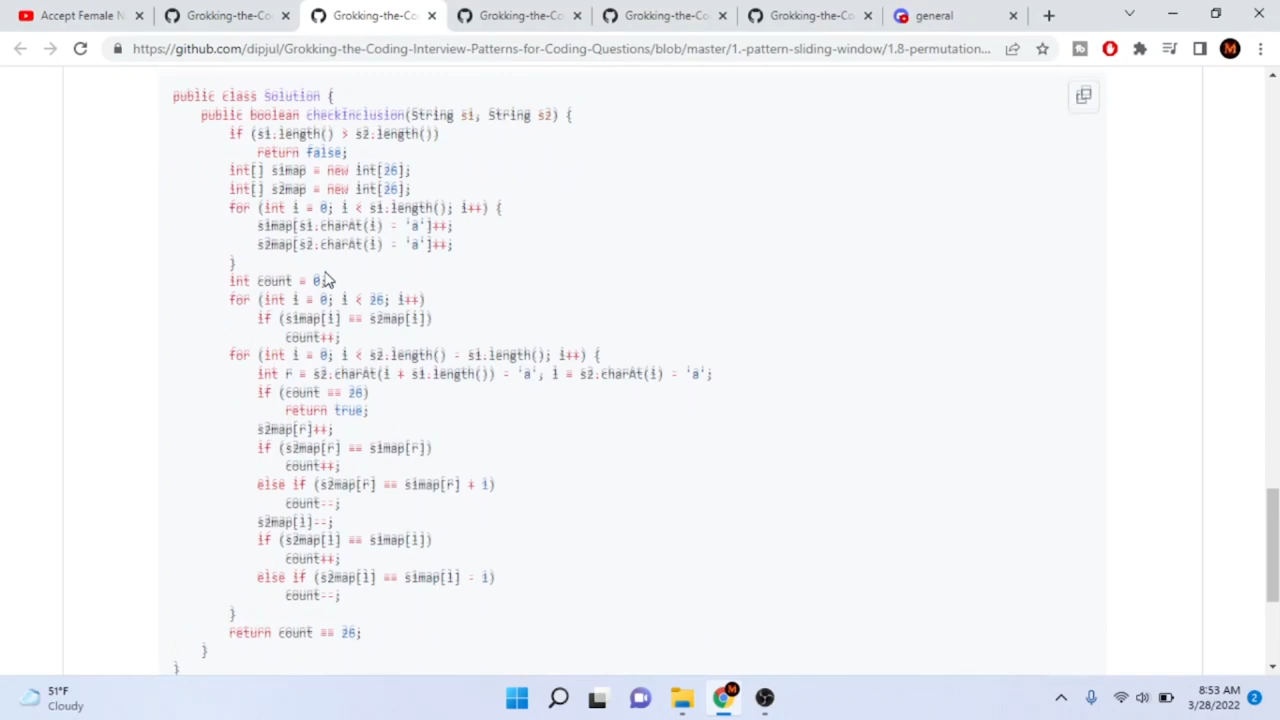 Accept Female N
Grokking-the-Co
Grokking-the-Co
Grokking-the-Co
Grokking-the-Co
Grokking-the-Co
general
https://github.com/dipjul/Grokking-the-Coding-Interview-Patterns-for-Coding-Questions/blob/master/1.-pattern-sliding-window/1.8-permutation...
M
public class Solution {
public boolean checkInclusion(String s1, String s2) {
if (s1.length() > s2.length())
return false;
int[] s1map = new int[26];
int[] s2map = new int[26];
for (int i = 0; i < s1.length(); i++) {
s1map[s1.charAt(i) - 'a']++;
s2map[s2.charAt(i) - 'a']++;
}
int count = 0;
for (int i = 0; i < 26; i++)
if (s1map[i] == s2map[i])
count++;
for (int i = 0; i < s2.length() - s1.length(); i++) {
int r = s2.charAt(i + s1.length()) - 'a', l = s2.charAt(i) - 'a';
if (count == 26)
return true;
s2map[r]++;
if (s2map[r] == s1map[r])
count++;
else if (s2map[r] == s1map[r] + 1)
count--;
s2map[l]--;
if (s2map[l] == s1map[l])
count++;
else if (s2map[l] == s1map[l] - 1)
count--;
}
return count == 26;
}
}
51°F
Cloudy
M
8:53 AM
3/28/2022
2